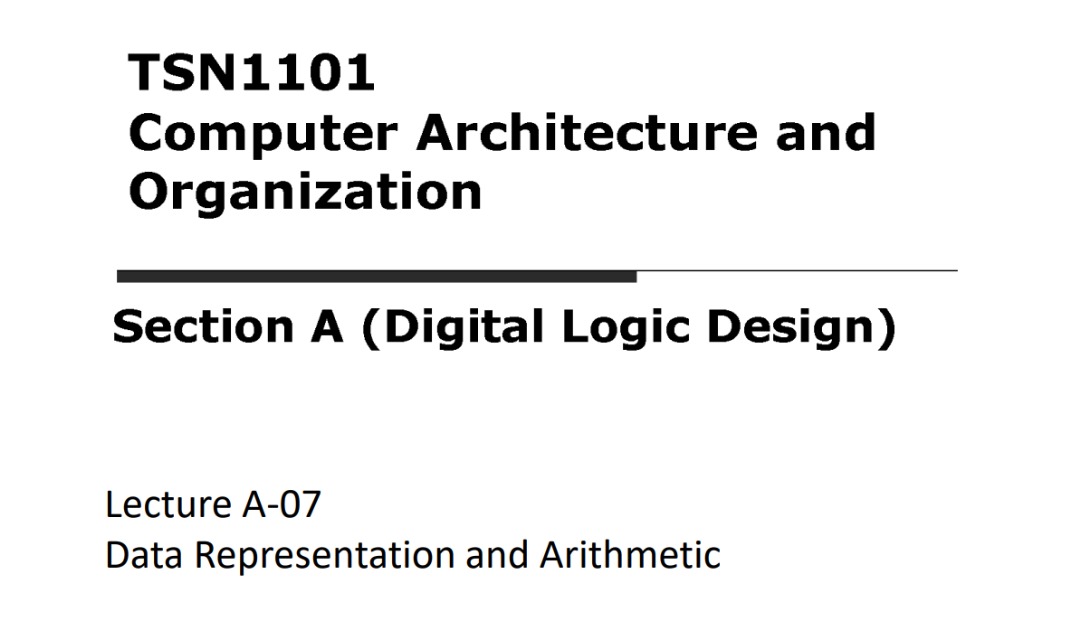 TSN1101
Computer Architecture and
Organization
Section A (Digital Logic Design)
Lecture A-07
Data Representation and Arithmetic